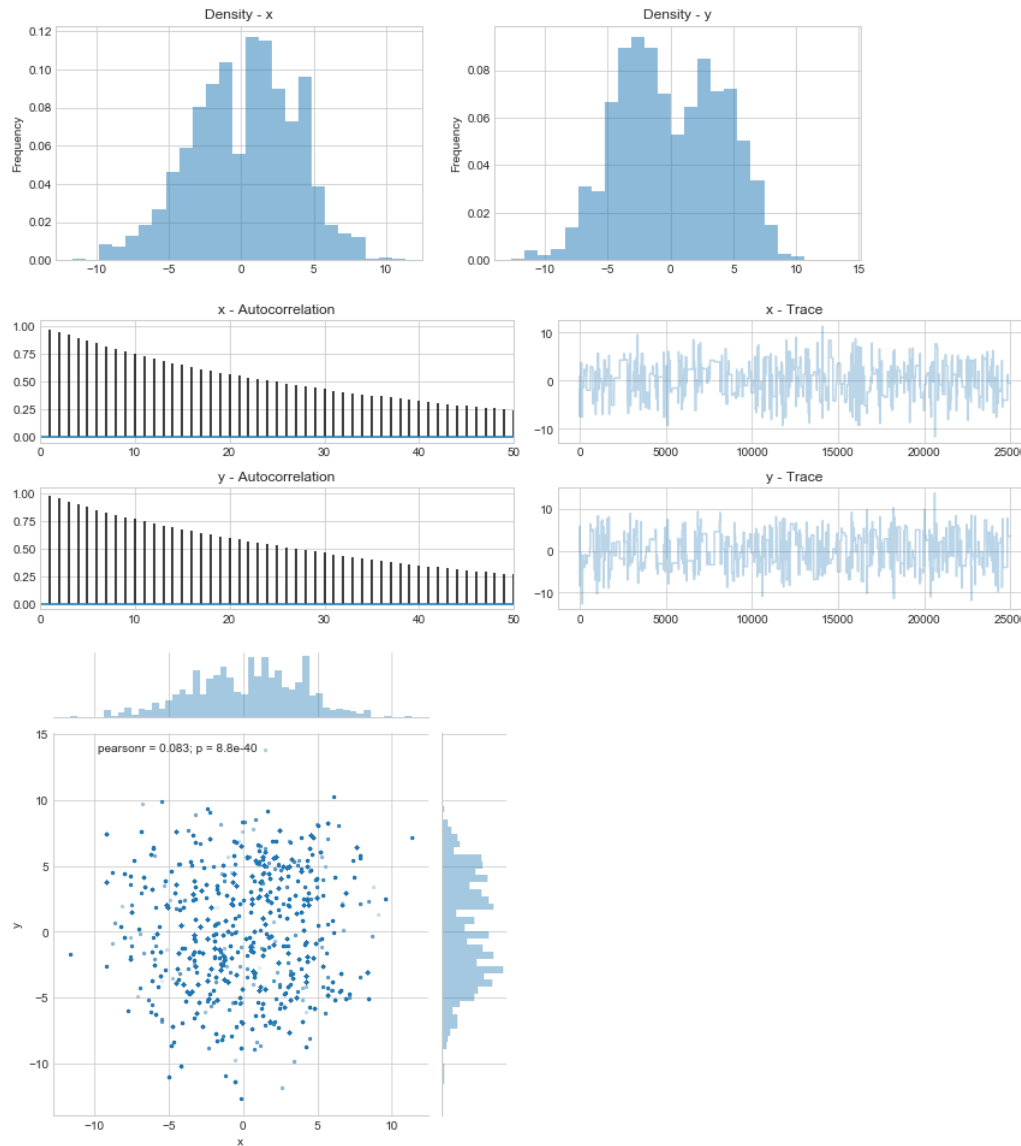 Density - x
Density - y
Frequency
0.12
0.10
0.08
0.06
0.04
0.02
0.00
−10 −5 0 5 10
Frequency
0.08
0.06
0.04
0.02
0.00
−10 −5 0 5 10 15
x - Autocorrelation
1.00
0.75
0.50
0.25
0.00
0 10 20 30 40 50
x - Trace
10
0
−10
0 5000 10000 15000 20000 25000
y - Autocorrelation
1.00
0.75
0.50
0.25
0.00
0 10 20 30 40 50
y - Trace
10
0
−10
0 5000 10000 15000 20000 25000
pearsonr = 0.083; p = 8.8e-40
15
10
5
0
−5
−10
y
−10 −5 0 5 10
x